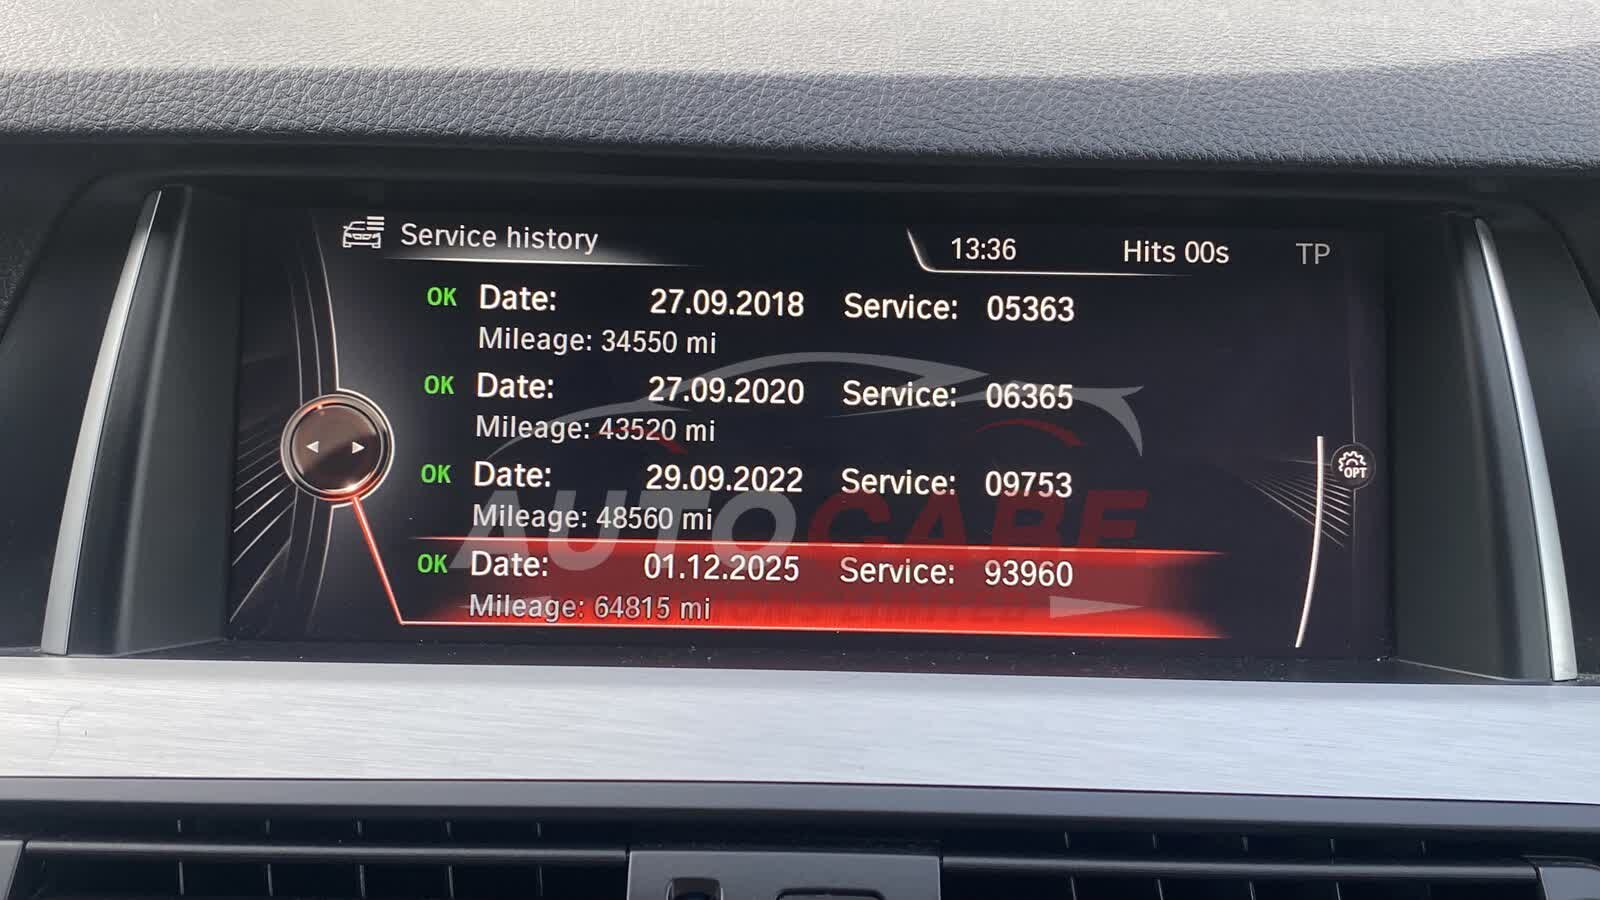 Service history 13:36 Hits 00s TP
OK Date: 27.09.2018 Service: 05363
Mileage: 34550 mi
OK Date: 27.09.2020 Service: 06365
Mileage: 43520 mi
OK Date: 29.09.2022 Service: 09753
Mileage: 48560 mi
OPT
AUTOCARE
OK Date: 01.12.2025 Service: 93960
Mileage: 64815 mi